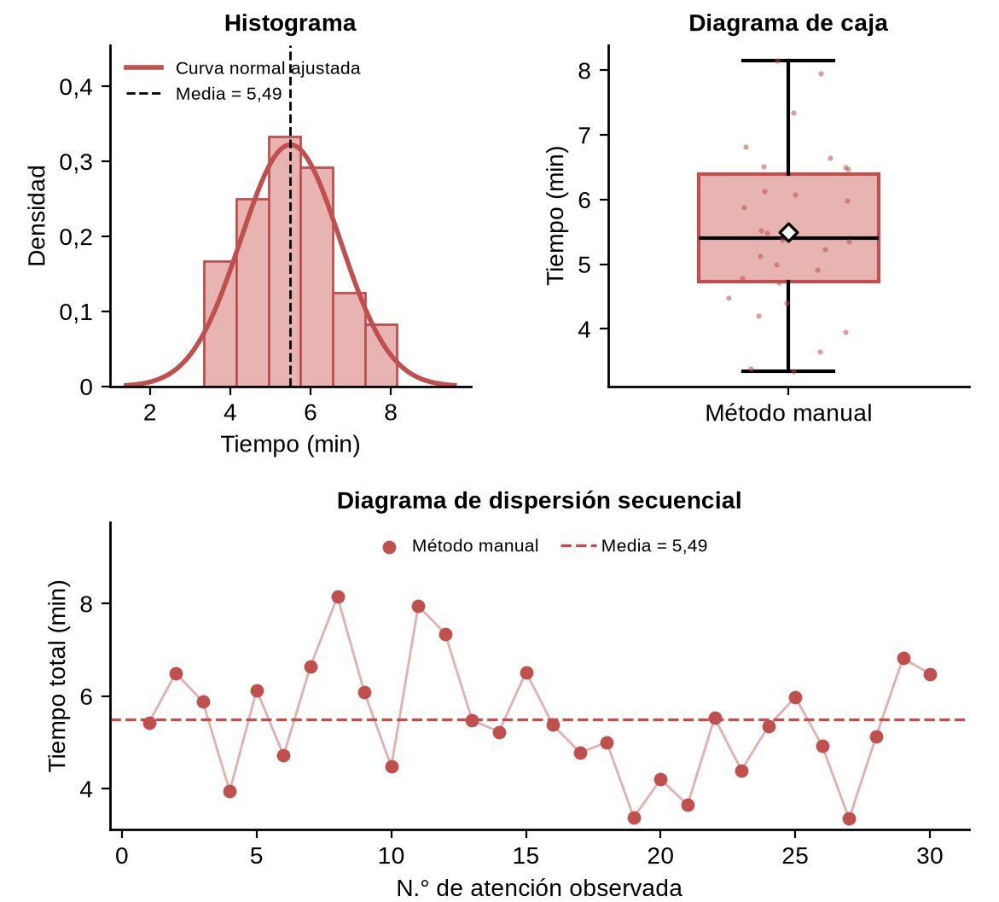 Histograma
Curva normal ajustada
Media = 5,49
Densidad
0,4
0,3
0,2
0,1
0
2 4 6 8
Tiempo (min)
Diagrama de caja
Tiempo (min)
8
7
6
5
4
Método manual
Diagrama de dispersión secuencial
Método manual Media = 5,49
Tiempo total (min)
8
6
4
0 5 10 15 20 25 30
N.° de atención observada